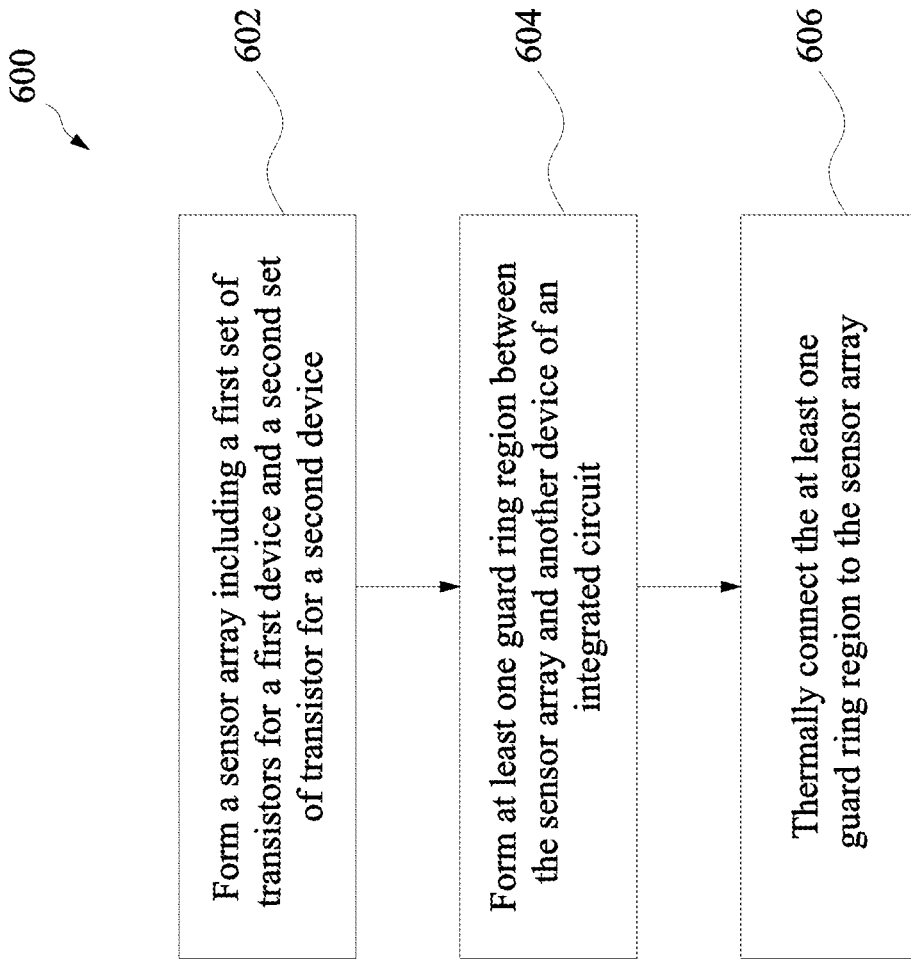 600
Form a sensor array including a first set of
transistors for a first device and a second set
of transistor for a second device
602
Form at least one guard ring region between
the sensor array and another device of an
integrated circuit
604
Thermally connect the at least one
guard ring region to the sensor array
606